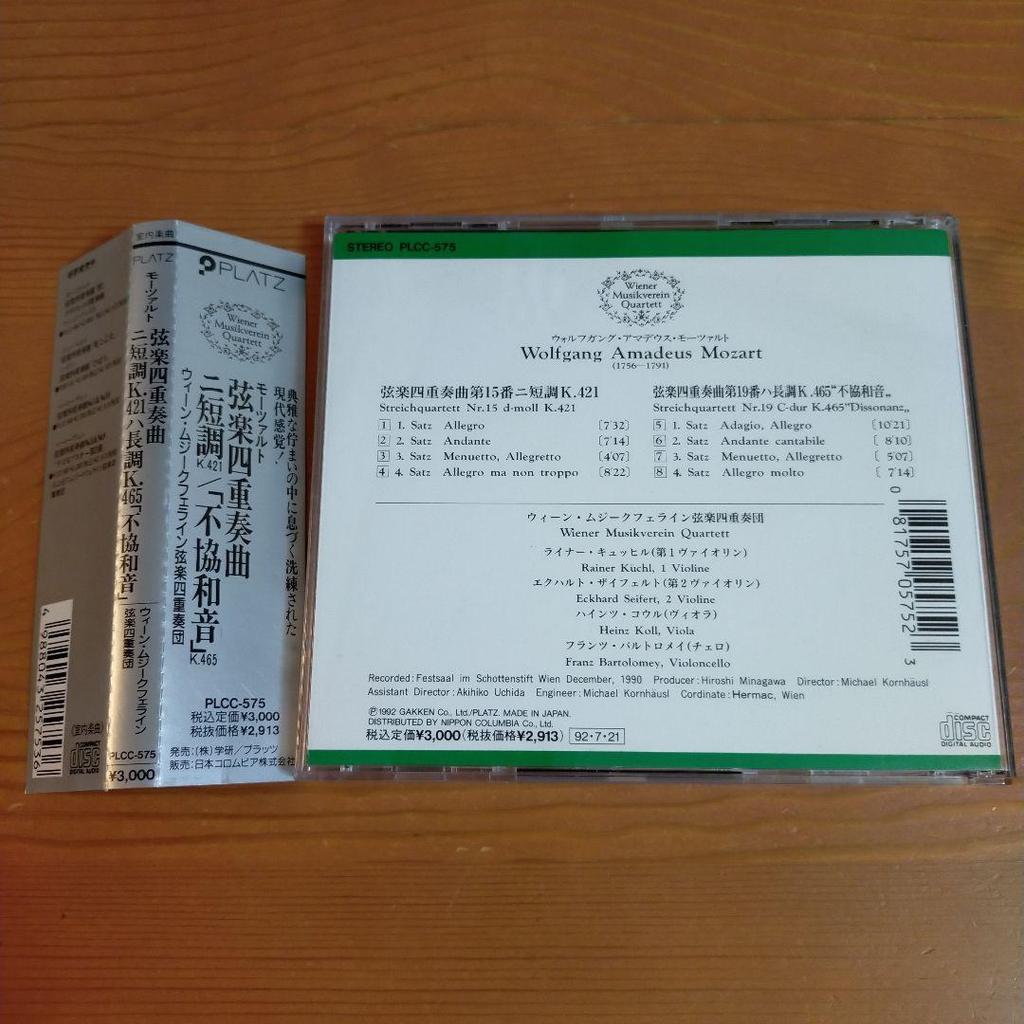 室内楽曲
PLATZ
モーツァルト
弦楽四重奏曲
ニ短調K.421ハ長調K.465「不協和音」
ウィーン・ムジークフェライン
弦楽四重奏団
PLCC-575
¥3,000
(室内楽曲)
COMPACT
disc
DIGITAL AUDIO
4 988043 257536
PLATZ
Wiener
Musikverein
Quartett
典雅な佇まいの中に息づく洗練された
現代感覚!
モーツァルト
弦楽四重奏曲
ニ短調K.421/「不協和音」K.465
ウィーン・ムジークフェライン弦楽四重奏団
PLCC-575
税込定価¥3,000
税抜価格¥2,913
発売:(株)学研/プラッツ
販売:日本コロムビア株式会社
STEREO PLCC-575
Wiener
Musikverein
Quartett
ウォルフガング・アマデウス・モーツァルト
Wolfgang Amadeus Mozart
(1756—1791)
弦楽四重奏曲第15番ニ短調K.421
Streichquartett Nr.15 d-moll K.421
1 1. Satz Allegro [7'32]
2 2. Satz Andante [7'14]
3 3. Satz Menuetto, Allegretto [4'07]
4 4. Satz Allegro ma non troppo [8'22]
弦楽四重奏曲第19番ハ長調K.465"不協和音„
Streichquartett Nr.19 C-dur K.465"Dissonanz„
5 1. Satz Adagio, Allegro [10'21]
6 2. Satz Andante cantabile [8'10]
7 3. Satz Menuetto, Allegretto [5'07]
8 4. Satz Allegro molto [7'14]
ウィーン・ムジークフェライン弦楽四重奏団
Wiener Musikverein Quartett
ライナー・キュッヒル(第1ヴァイオリン)
Rainer Küchl, 1 Violine
エクハルト・ザイフェルト(第2ヴァイオリン)
Eckhard Seifert, 2 Violine
ハインツ・コウル(ヴィオラ)
Heinz Koll, Viola
フランツ・バルトロメイ(チェロ)
Franz Bartolomey, Violoncello
0 81757 05752 3
Recorded:Festsaal im Schottenstift Wien December, 1990 Producer:Hiroshi Minagawa Director:Michael Kornhäusl
Assistant Director:Akihiko Uchida Engineer:Michael Kornhäusl Cordinate:Hermac, Wien
Ⓟ1992 GAKKEN Co., Ltd./PLATZ. MADE IN JAPAN.
DISTRIBUTED BY NIPPON COLUMBIA Co., Ltd.
税込定価¥3,000(税抜価格¥2,913) 92・7・21
COMPACT
disc
DIGITAL AUDIO